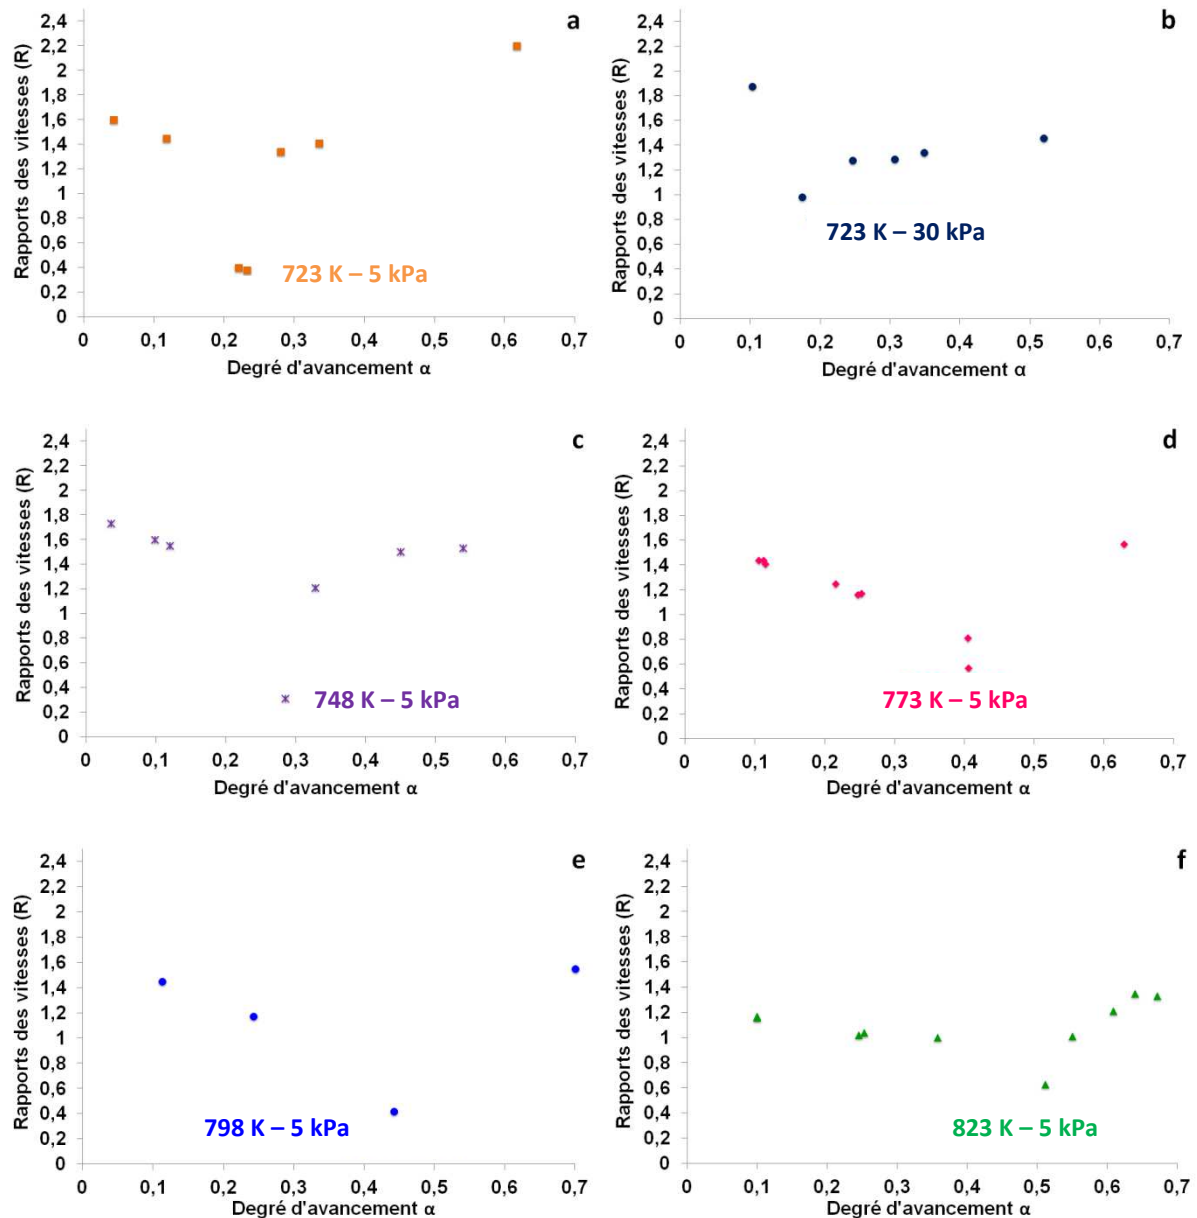 a
Rapports des vitesses (R)
2,4
2,2
2
1,8
1,6
1,4
1,2
1
0,8
0,6
0,4
0,2
0
723 K – 5 kPa
0 0,1 0,2 0,3 0,4 0,5 0,6 0,7
Degré d'avancement α
b
Rapports des vitesses (R)
2,4
2,2
2
1,8
1,6
1,4
1,2
1
0,8
0,6
0,4
0,2
0
723 K – 30 kPa
0 0,1 0,2 0,3 0,4 0,5 0,6 0,7
Degré d'avancement α
c
Rapports des vitesses (R)
2,4
2,2
2
1,8
1,6
1,4
1,2
1
0,8
0,6
0,4
0,2
0
748 K – 5 kPa
0 0,1 0,2 0,3 0,4 0,5 0,6 0,7
Degré d'avancement α
d
Rapports des vitesses (R)
2,4
2,2
2
1,8
1,6
1,4
1,2
1
0,8
0,6
0,4
0,2
0
773 K – 5 kPa
0 0,1 0,2 0,3 0,4 0,5 0,6 0,7
Degré d'avancement α
e
Rapports des vitesses (R)
2,4
2,2
2
1,8
1,6
1,4
1,2
1
0,8
0,6
0,4
0,2
0
798 K – 5 kPa
0 0,1 0,2 0,3 0,4 0,5 0,6 0,7
Degré d'avancement α
f
Rapports des vitesses (R)
2,4
2,2
2
1,8
1,6
1,4
1,2
1
0,8
0,6
0,4
0,2
0
823 K – 5 kPa
0 0,1 0,2 0,3 0,4 0,5 0,6 0,7
Degré d'avancement α